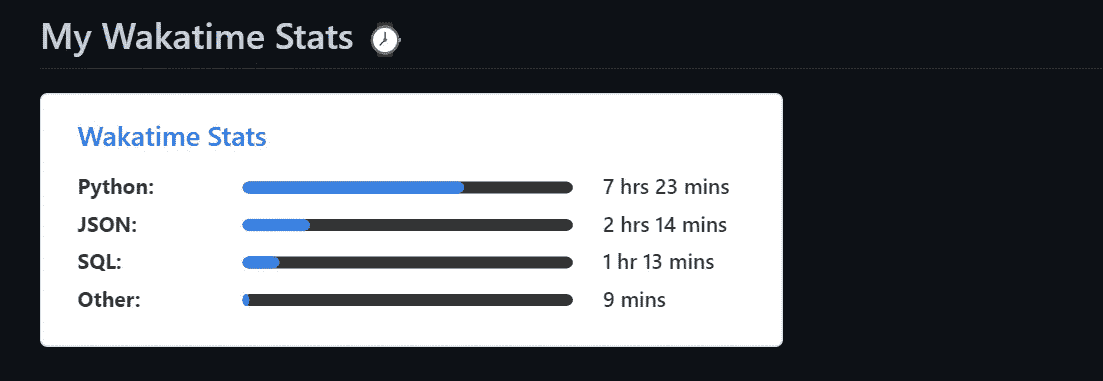 My Wakatime Stats
Wakatime Stats
Python: 7 hrs 23 mins
JSON: 2 hrs 14 mins
SQL: 1 hr 13 mins
Other: 9 mins